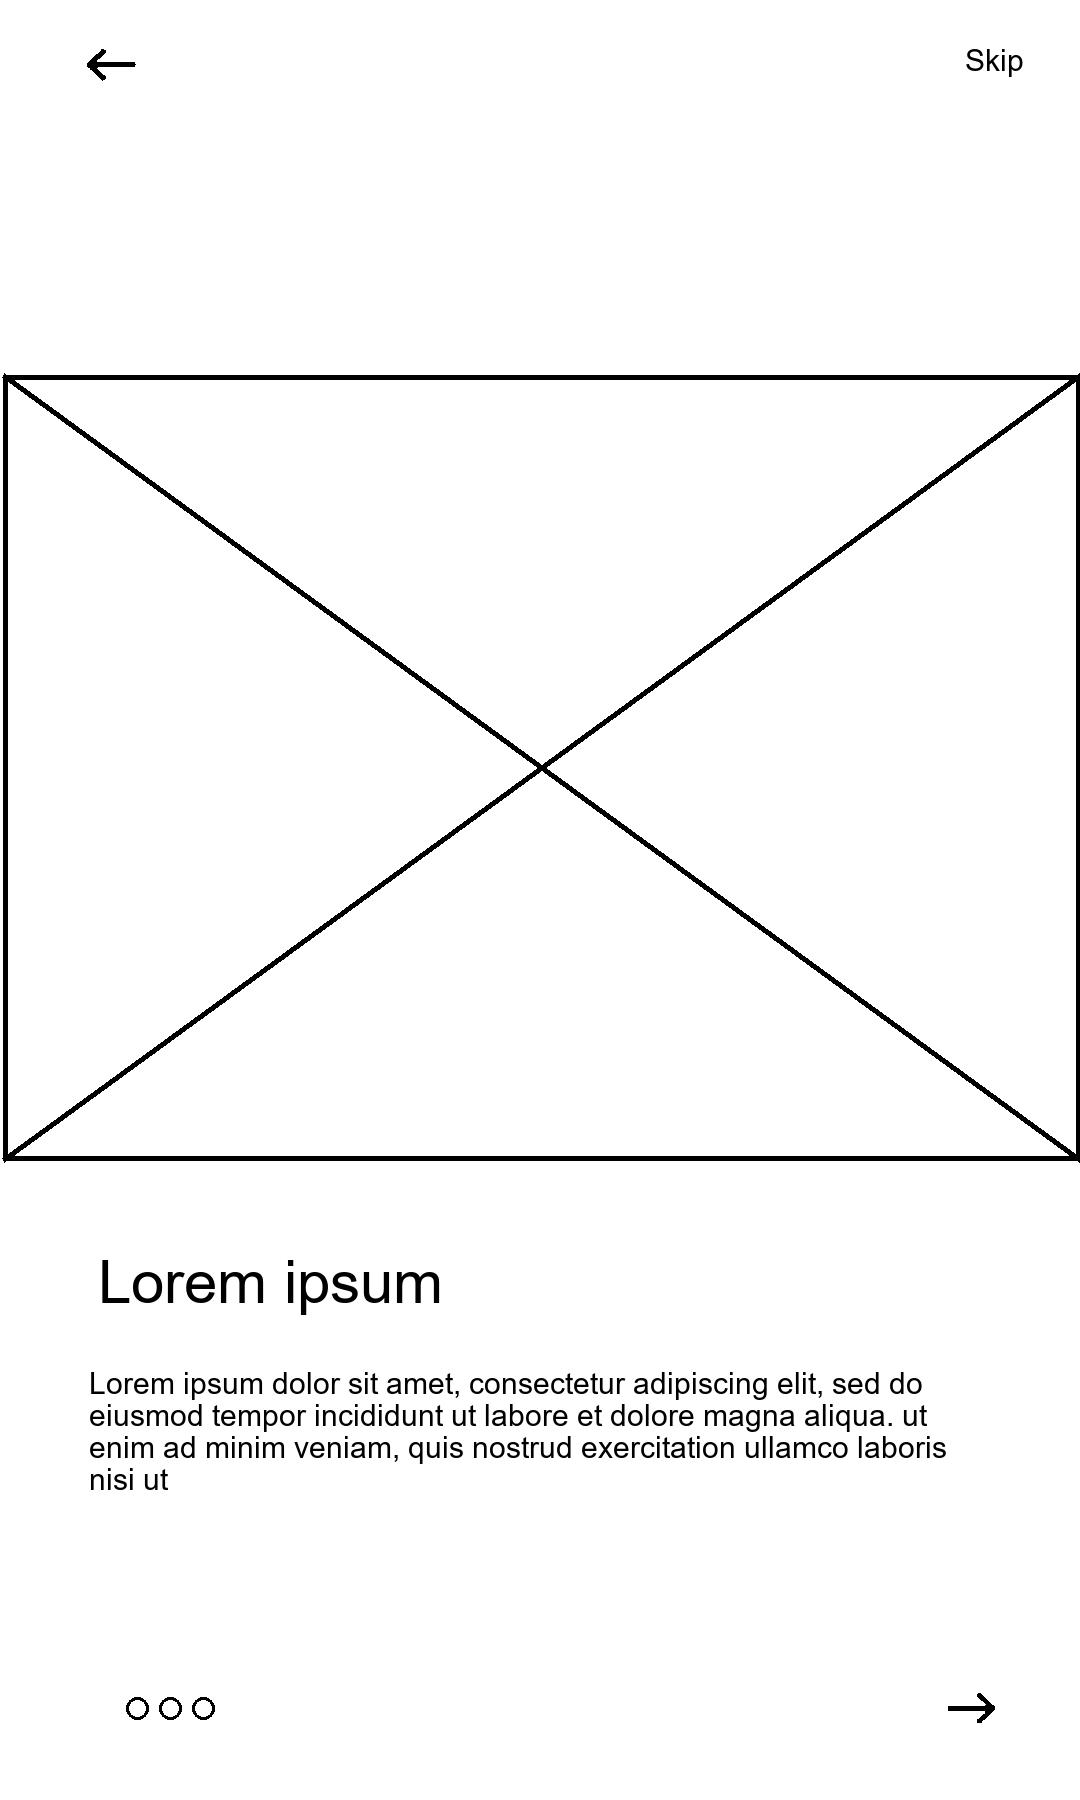 Skip
Lorem ipsum
Lorem ipsum dolor sit amet, consectetur adipiscing elit, sed do
eiusmod tempor incididunt ut labore et dolore magna aliqua. ut
enim ad minim veniam, quis nostrud exercitation ullamco laboris
nisi ut